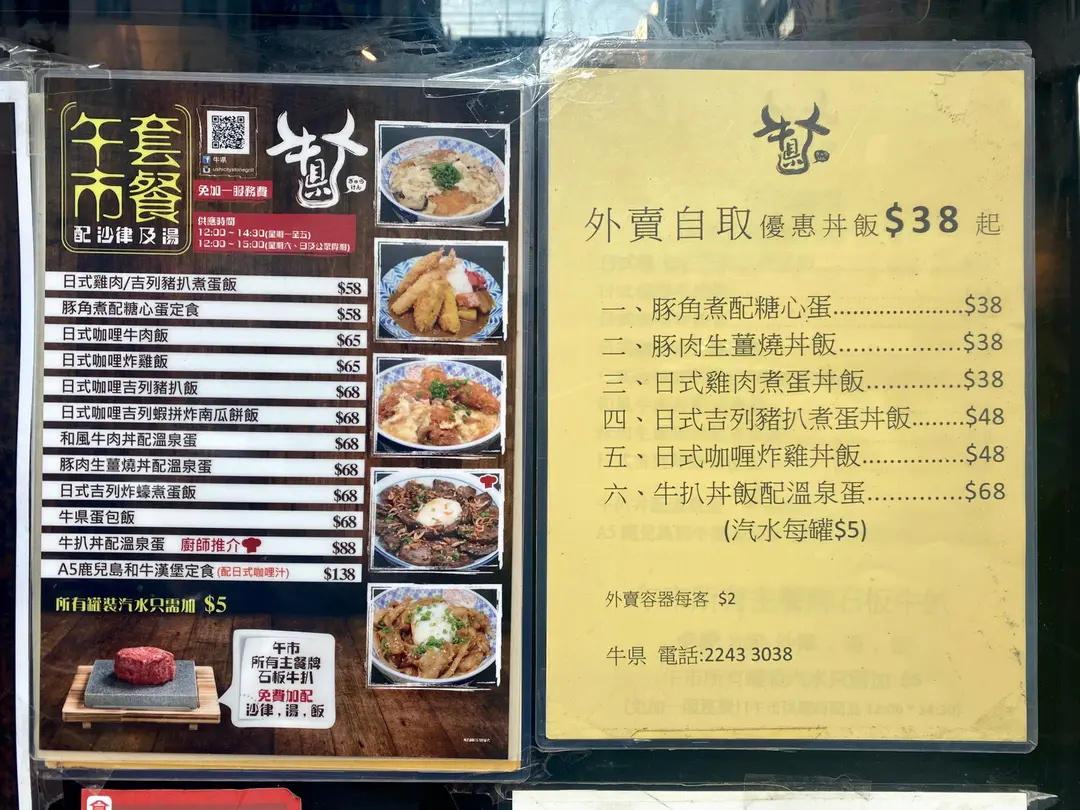 午市
套餐
配沙律及湯
牛県
ushicitystonegrill
免加一服務費
牛県
ぎゅう
けん
供應時間
12:00～14:30(星期一至五)
12:00～15:00(星期六、日及公眾假期)
日式雞肉/吉列豬扒煮蛋飯 $58
豚角煮配糖心蛋定食 $58
日式咖哩牛肉飯 $65
日式咖哩炸雞飯 $65
日式咖哩吉列豬扒飯 $68
日式咖哩吉列蝦拼炸南瓜餅飯 $68
和風牛肉丼配溫泉蛋 $68
豚肉生薑燒丼配溫泉蛋 $68
日式吉列炸蠔煮蛋飯 $68
牛県蛋包飯 $68
牛扒丼配溫泉蛋 廚師推介 $88
A5鹿兒島和牛漢堡定食(配日式咖哩汁) $138
所有罐裝汽水只需加 $5
午市
所有主餐牌
石板牛扒
免費加配
沙律,湯,飯
牛県
外賣自取優惠丼飯$38 起
一、豚角煮配糖心蛋......................$38
二、豚肉生薑燒丼飯.................$38
三、日式雞肉煮蛋丼飯.............$38
四、日式吉列豬扒煮蛋丼飯........$48
五、日式咖喱炸雞丼飯..............$48
六、牛扒丼飯配溫泉蛋.............$68
(汽水每罐$5)
外賣容器每客 $2
牛県 電話:2243 3038